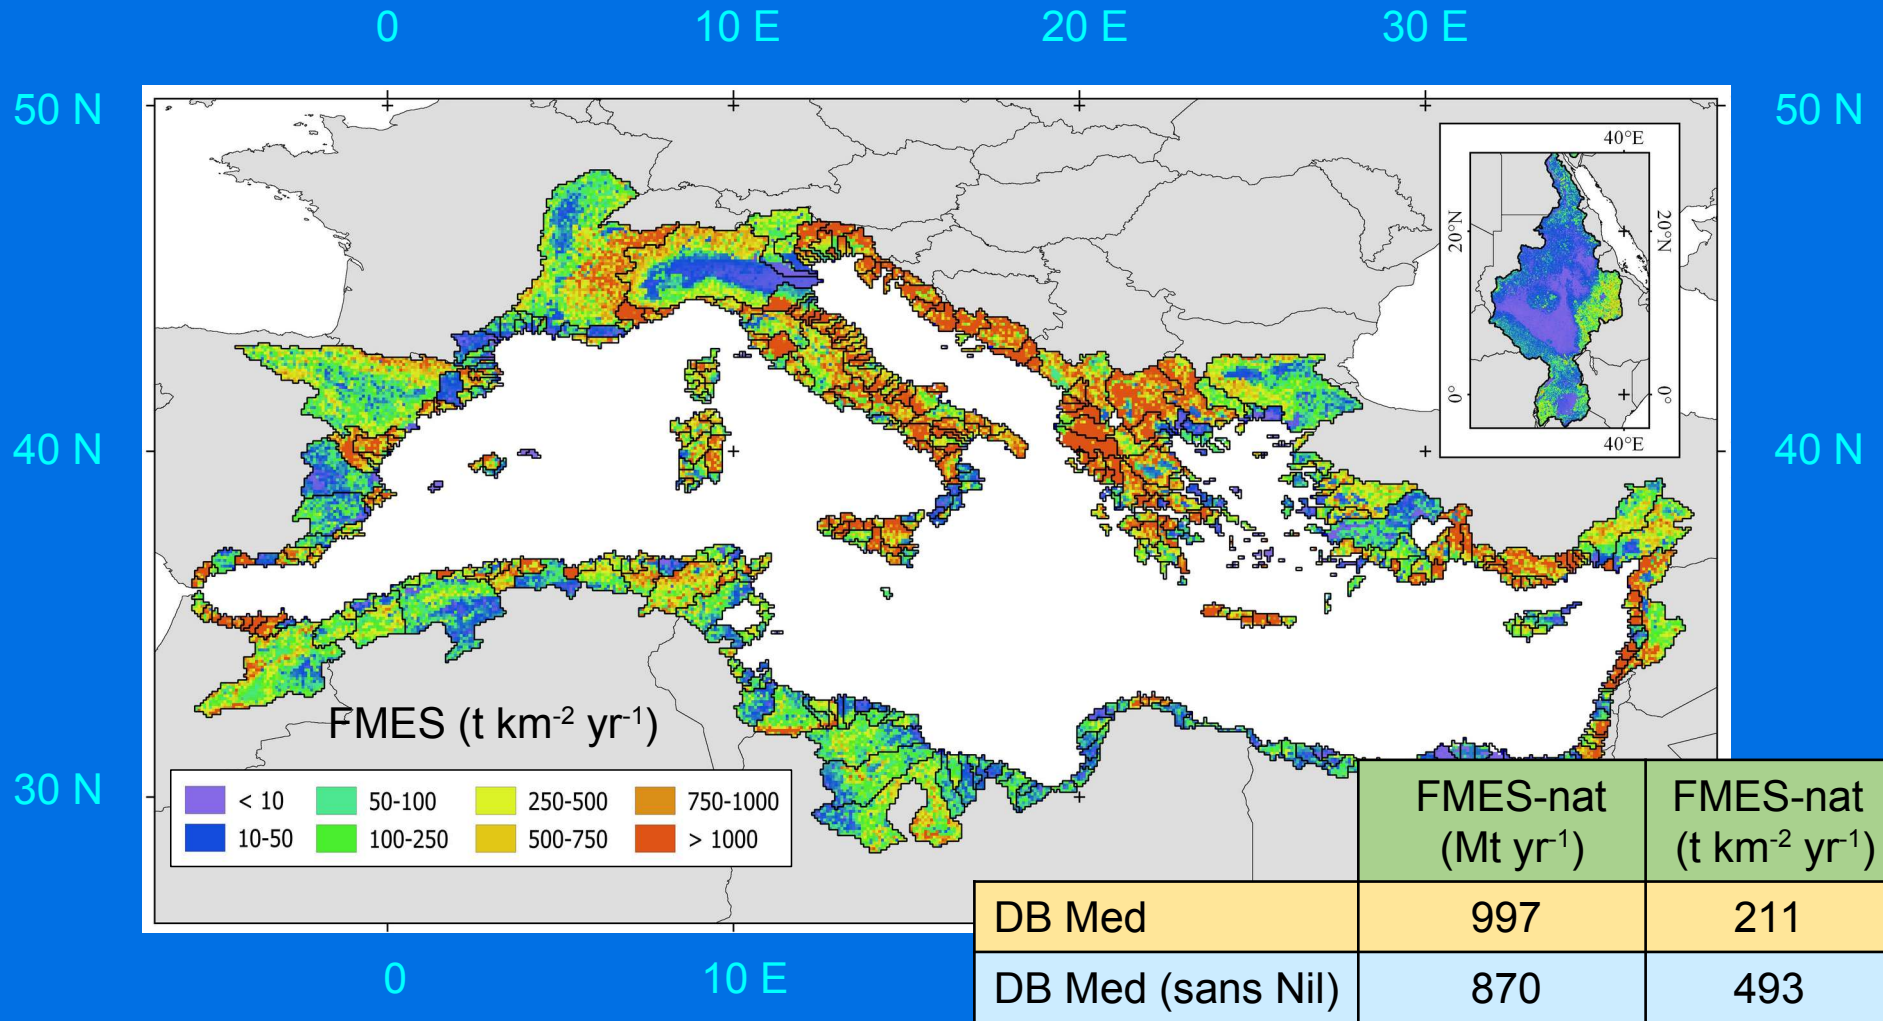 0 10 E 20 E 30 E
50 N 50 N
40°E
20°N 20°N
0° 0°
40°E
40 N 40 N
FMES (t km-2 yr-1)
30 N
< 10 50-100 250-500 750-1000
10-50 100-250 500-750 > 1000
FMES-nat (Mt yr-1) FMES-nat (t km-2 yr-1)
DB Med 997 211
DB Med (sans Nil) 870 493
0 10 E